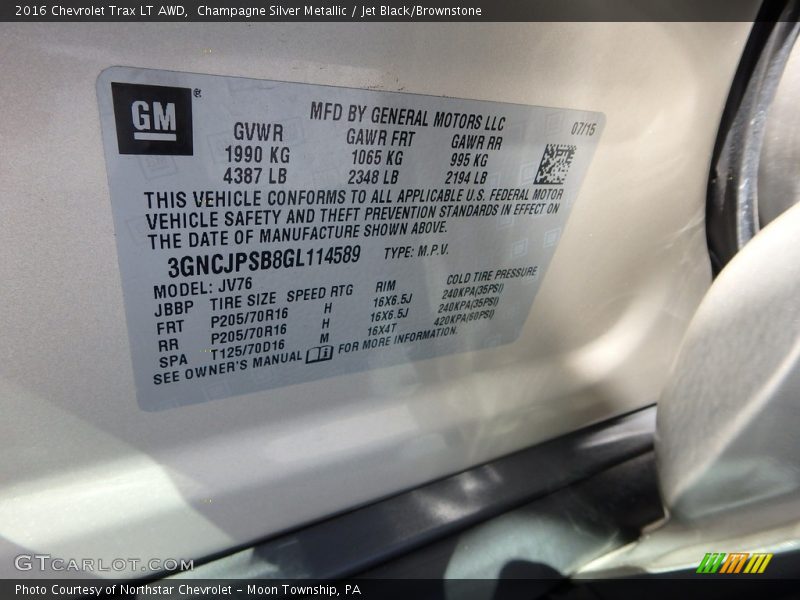 2016 Chevrolet Trax LT AWD, Champagne Silver Metallic / Jet Black/Brownstone
GM ®
MFD BY GENERAL MOTORS LLC 07/15
GVWR GAWR FRT GAWR RR
1990 KG 1065 KG 995 KG
4387 LB 2348 LB 2194 LB
THIS VEHICLE CONFORMS TO ALL APPLICABLE U.S. FEDERAL MOTOR
VEHICLE SAFETY AND THEFT PREVENTION STANDARDS IN EFFECT ON
THE DATE OF MANUFACTURE SHOWN ABOVE.
3GNCJPSB8GL114589 TYPE: M.P.V.
MODEL: JV76
JBBP TIRE SIZE SPEED RTG RIM COLD TIRE PRESSURE
FRT P205/70R16 H 16X6.5J 240KPA(35PSI)
RR P205/70R16 H 16X6.5J 240KPA(35PSI)
SPA T125/70D16 M 16X4T 420KPA(60PSI)
SEE OWNER'S MANUAL FOR MORE INFORMATION.
GTCARLOT.COM
Photo Courtesy of Northstar Chevrolet - Moon Township, PA